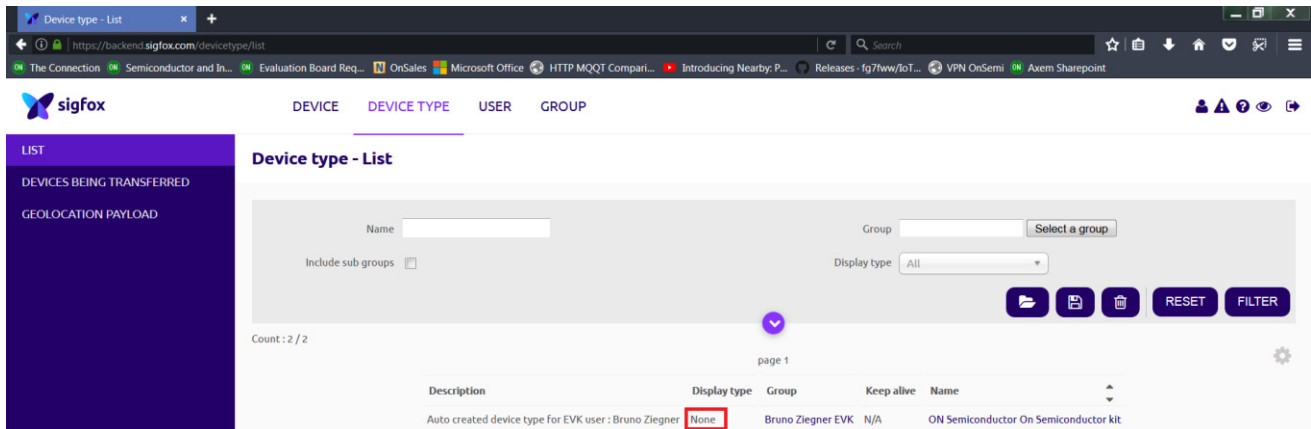 Device type - List
https://backend.sigfox.com/devicetype/list
Search
The Connection
Semiconductor and In...
Evaluation Board Req...
OnSales
Microsoft Office
HTTP MQQT Compari...
Introducing Nearby: P...
Releases - fg7fww/IoT...
VPN OnSemi
Axem Sharepoint
sigfox
DEVICE
DEVICE TYPE
USER
GROUP
LIST
DEVICES BEING TRANSFERRED
GEOLOCATION PAYLOAD
Device type - List
Name
Group
Select a group
Include sub groups
Display type
All
RESET
FILTER
Count : 2 / 2
page 1
Description Display type Group Keep alive Name
Auto created device type for EVK user : Bruno Ziegner None Bruno Ziegner EVK N/A ON Semiconductor On Semiconductor kit